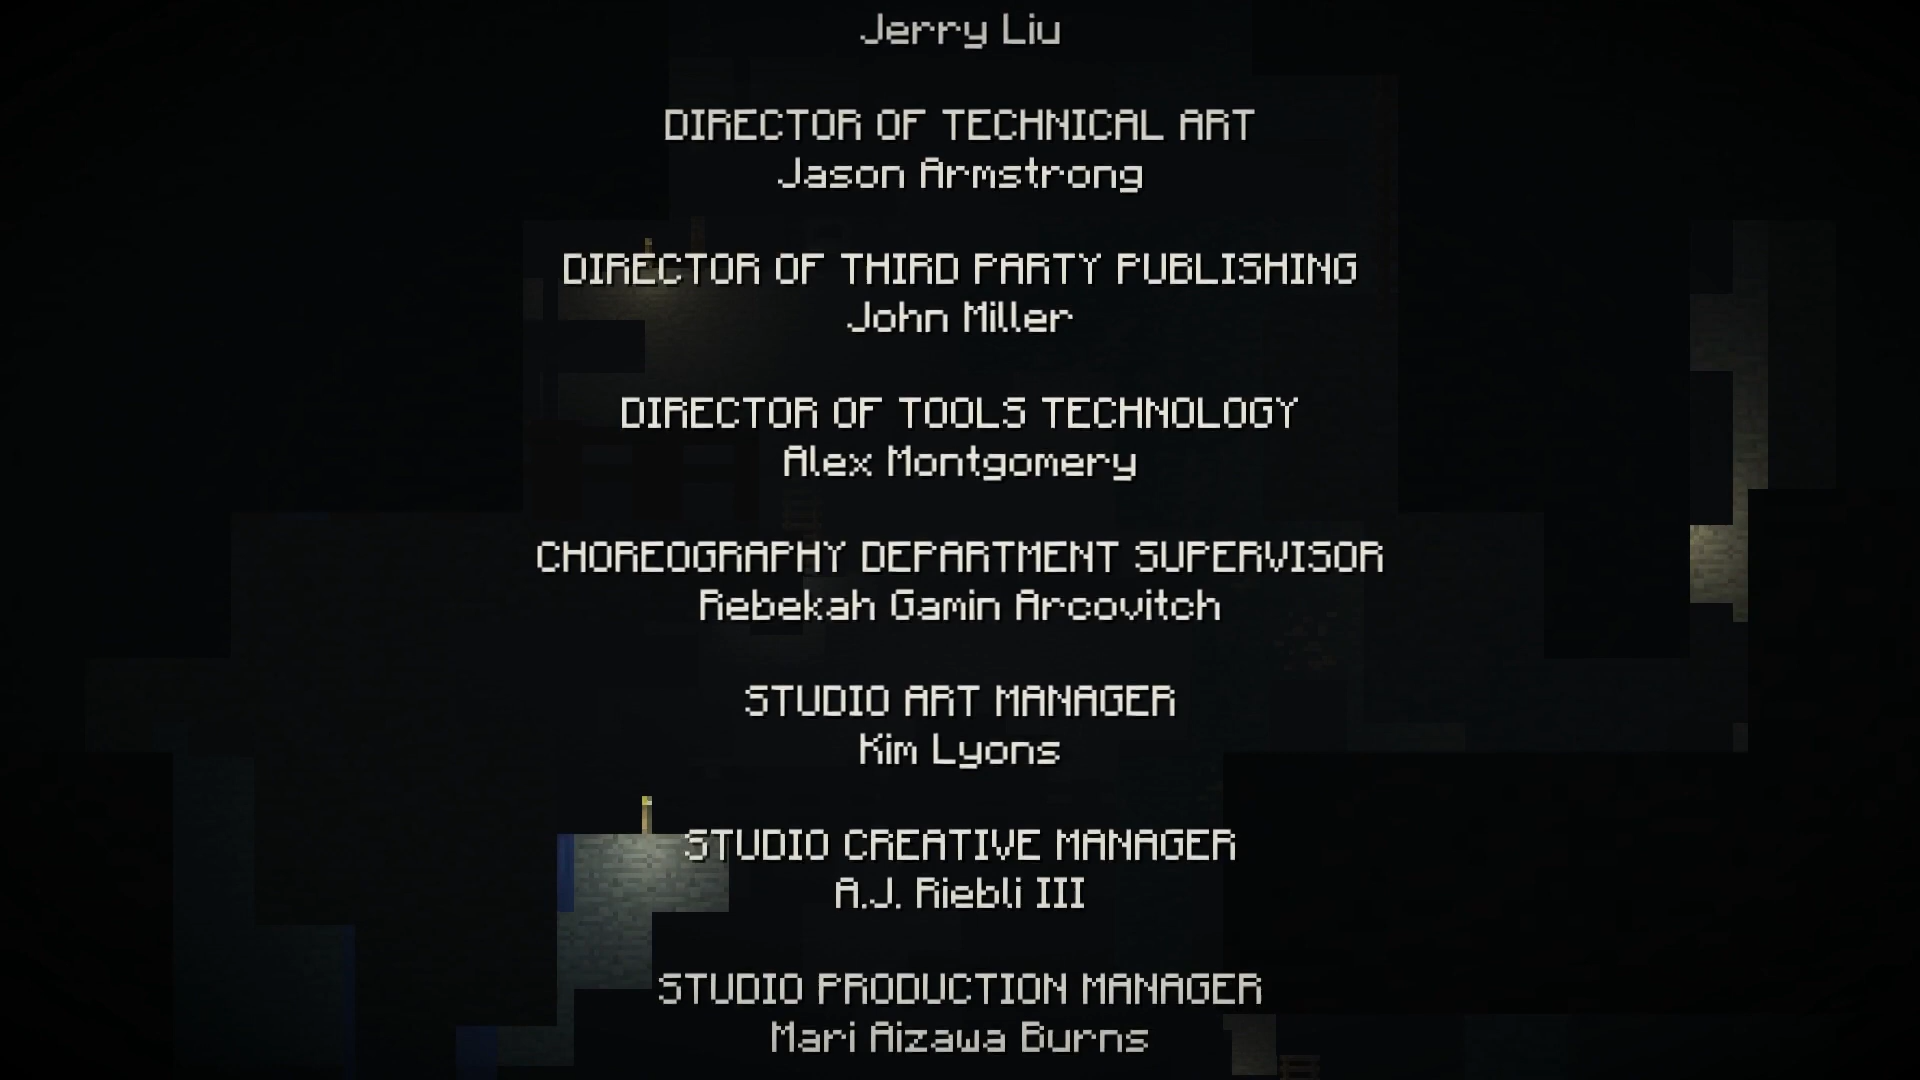 Jerry Liu
DIRECTOR OF TECHNICAL ART
Jason Armstrong
DIRECTOR OF THIRD PARTY PUBLISHING
John Miller
DIRECTOR OF TOOLS TECHNOLOGY
Alex Montgomery
CHOREOGRAPHY DEPARTMENT SUPERVISOR
Rebekah Gamin Arcovitch
STUDIO ART MANAGER
Kim Lyons
STUDIO CREATIVE MANAGER
A.J. Riebli III
STUDIO PRODUCTION MANAGER
Mari Aizawa Burns